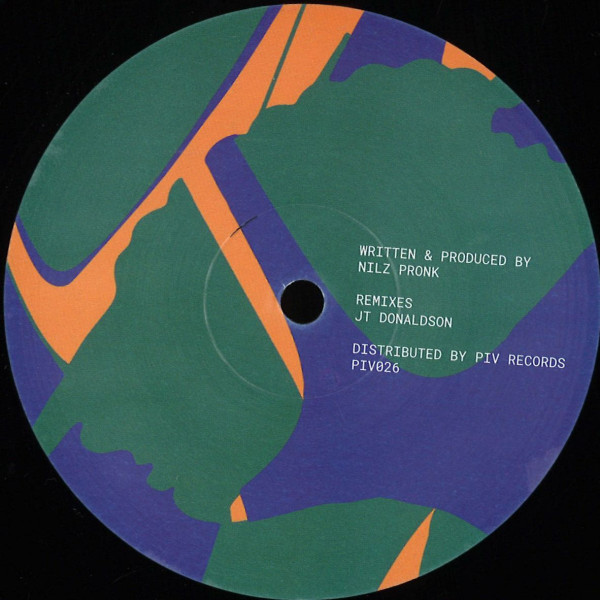 WRITTEN & PRODUCED BY
NILZ PRONK
REMIXES
JT DONALDSON
DISTRIBUTED BY PIV RECORDS
PIV026